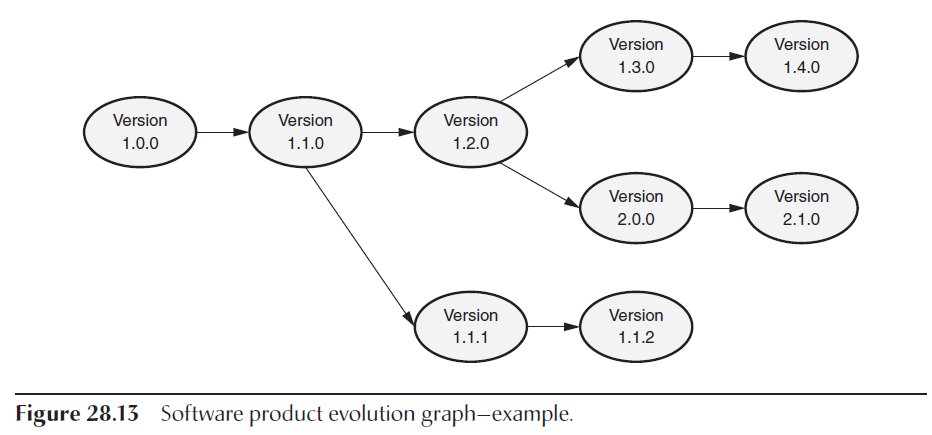 Version
1.3.0
Version
1.4.0
Version
1.0.0
Version
1.1.0
Version
1.2.0
Version
2.0.0
Version
2.1.0
Version
1.1.1
Version
1.1.2
Figure 28.13 Software product evolution graph–example.